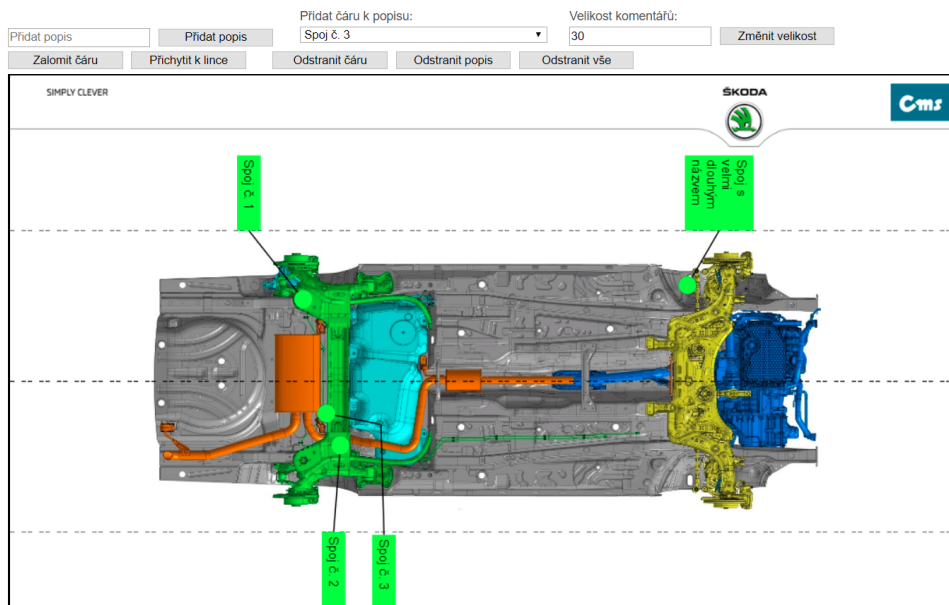 Přidat čáru k popisu:
Velikost komentářů:
Přidat popis
Přidat popis
Spoj č. 3
30
Změnit velikost
Zalomit čáru
Přichytit k lince
Odstranit čáru
Odstranit popis
Odstranit vše
SIMPLY CLEVER
ŠKODA
Cms
Spoj č. 1
Spoj s
velmi
dlouhým
názvem
Spoj č. 2
Spoj č. 3